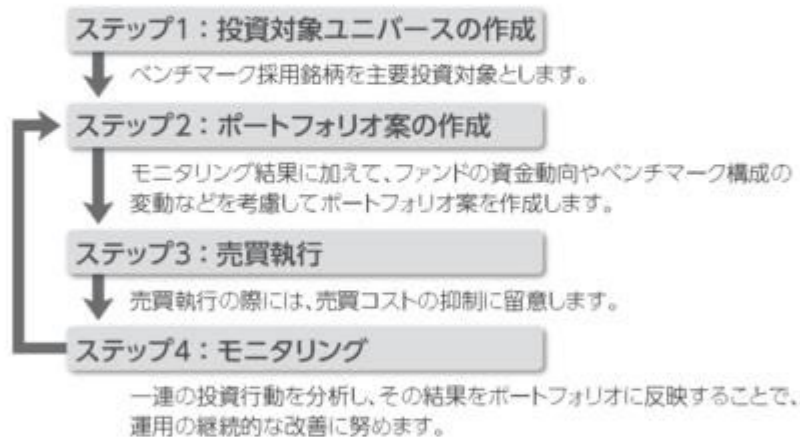 ステップ1：投資対象ユニバースの作成
ベンチマーク採用銘柄を主要投資対象とします。
ステップ2：ポートフォリオ案の作成
モニタリング結果に加えて、ファンドの資金動向やベンチマーク構成の
変動などを考慮してポートフォリオ案を作成します。
ステップ3：売買執行
売買執行の際には、売買コストの抑制に留意します。
ステップ4：モニタリング
一連の投資行動を分析し、その結果をポートフォリオに反映することで、
運用の継続的な改善に努めます。